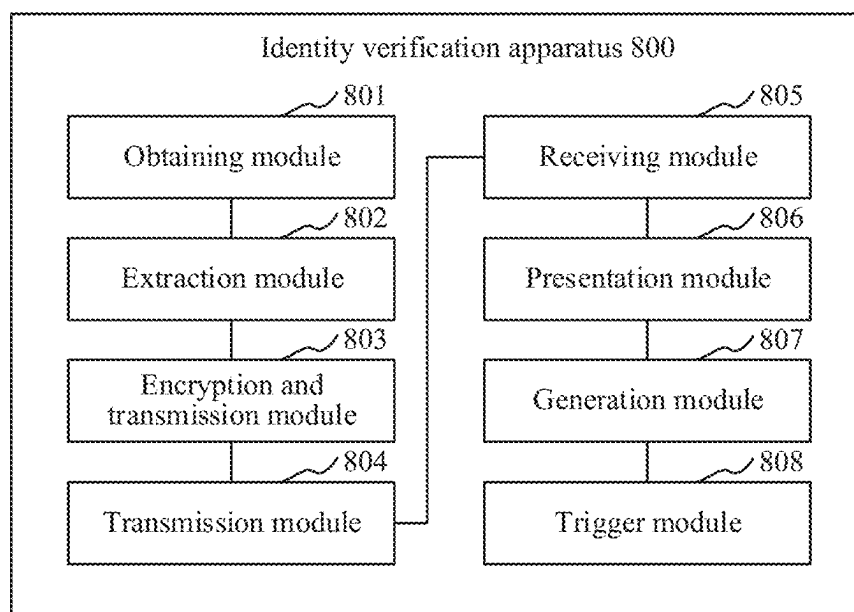 Identity verification apparatus 800
801
Obtaining module
802
Extraction module
803
Encryption and
transmission module
804
Transmission module
805
Receiving module
806
Presentation module
807
Generation module
808
Trigger module